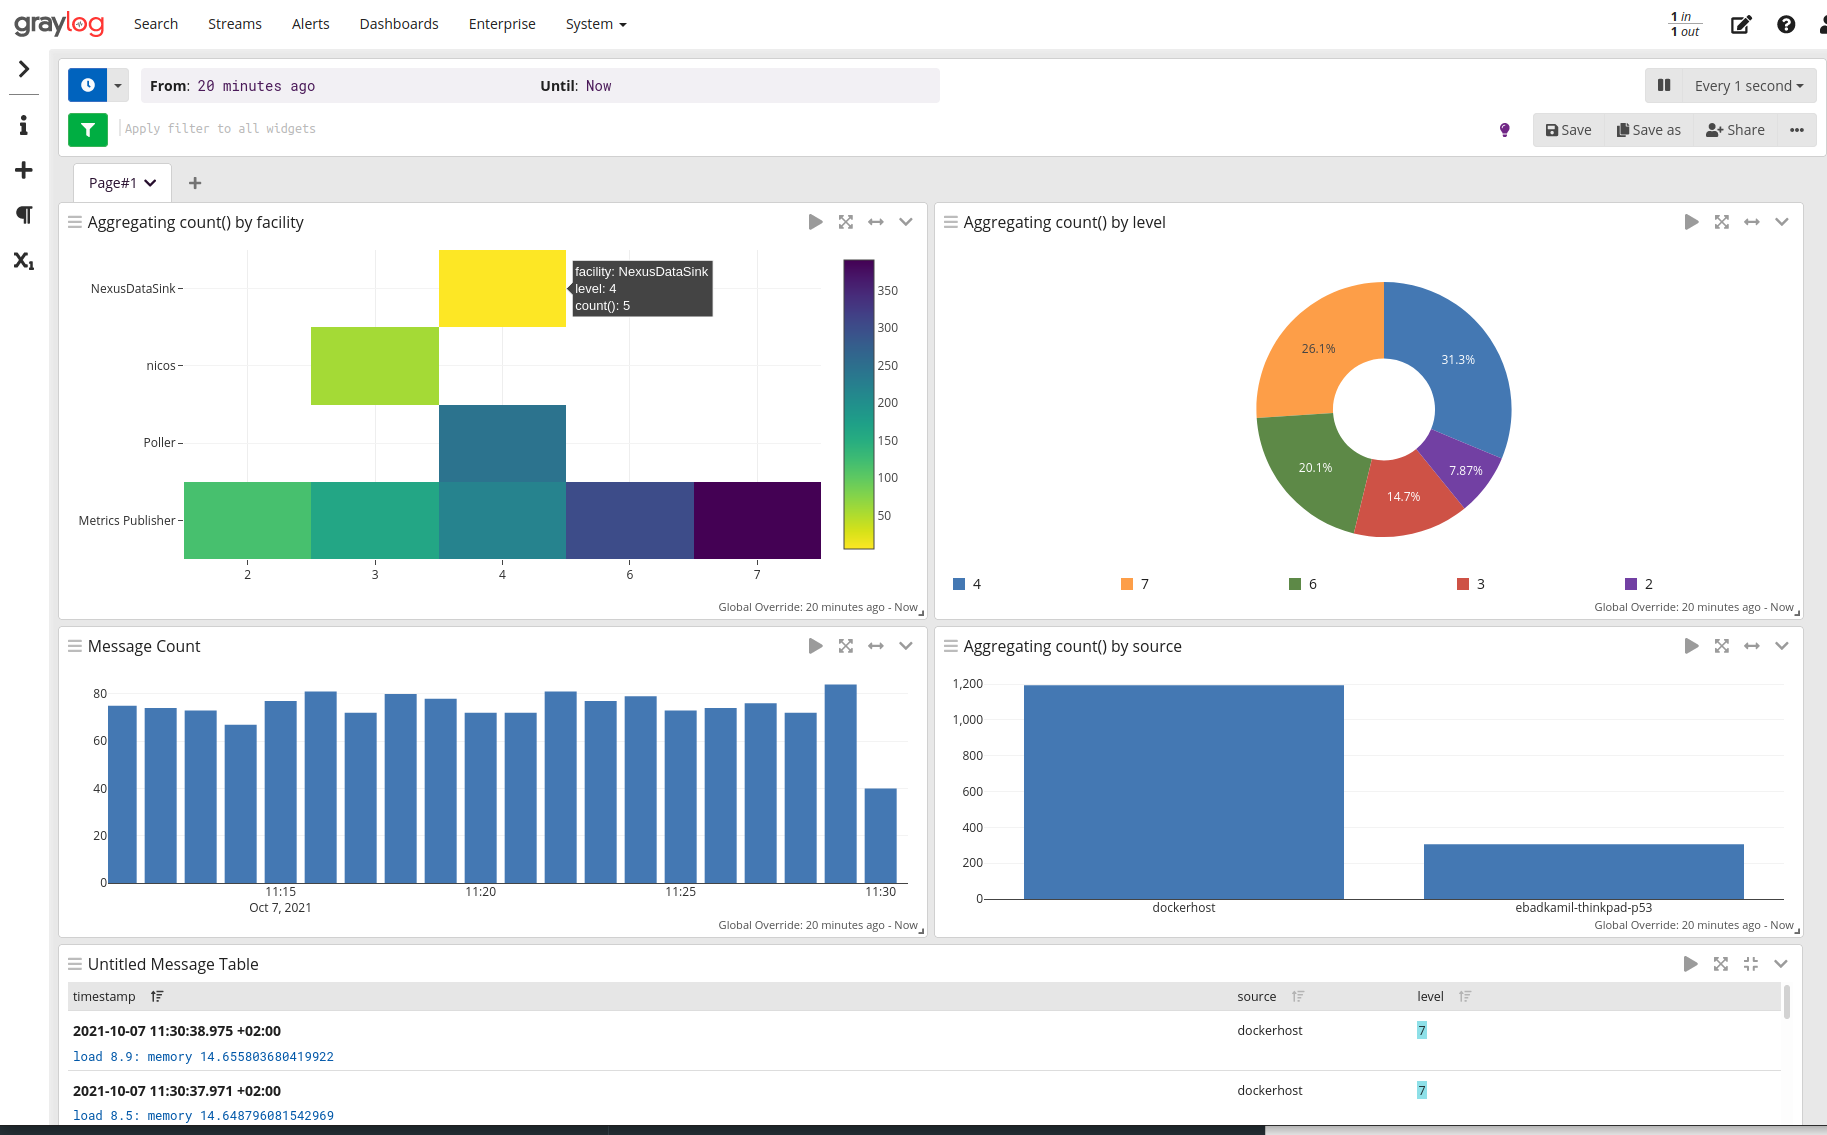 graylog Search Streams Alerts Dashboards Enterprise System 1 in
1 out
From: 20 minutes ago Until: Now Every 1 second
Apply filter to all widgets Save Save as Share
Page#1
Aggregating count() by facility
NexusDataSink
nicos
Poller
Metrics Publisher
2 3 4 6 7
facility: NexusDataSink
level: 4
count(): 5
350
300
250
200
150
100
50
Global Override: 20 minutes ago - Now
Aggregating count() by level
31.3%
26.1%
20.1%
14.7%
7.87%
4 7 6 3 2
Global Override: 20 minutes ago - Now
Message Count
80
60
40
20
0
11:15 11:20 11:25 11:30
Oct 7, 2021
Global Override: 20 minutes ago - Now
Aggregating count() by source
1,200
1,000
800
600
400
200
0
dockerhost ebadkamil-thinkpad-p53
Global Override: 20 minutes ago - Now
Untitled Message Table
timestamp source level
2021-10-07 11:30:38.975 +02:00 dockerhost 7
load 8.9: memory 14.655803680419922
2021-10-07 11:30:37.971 +02:00 dockerhost 7
load 8.5: memory 14.648796081542969